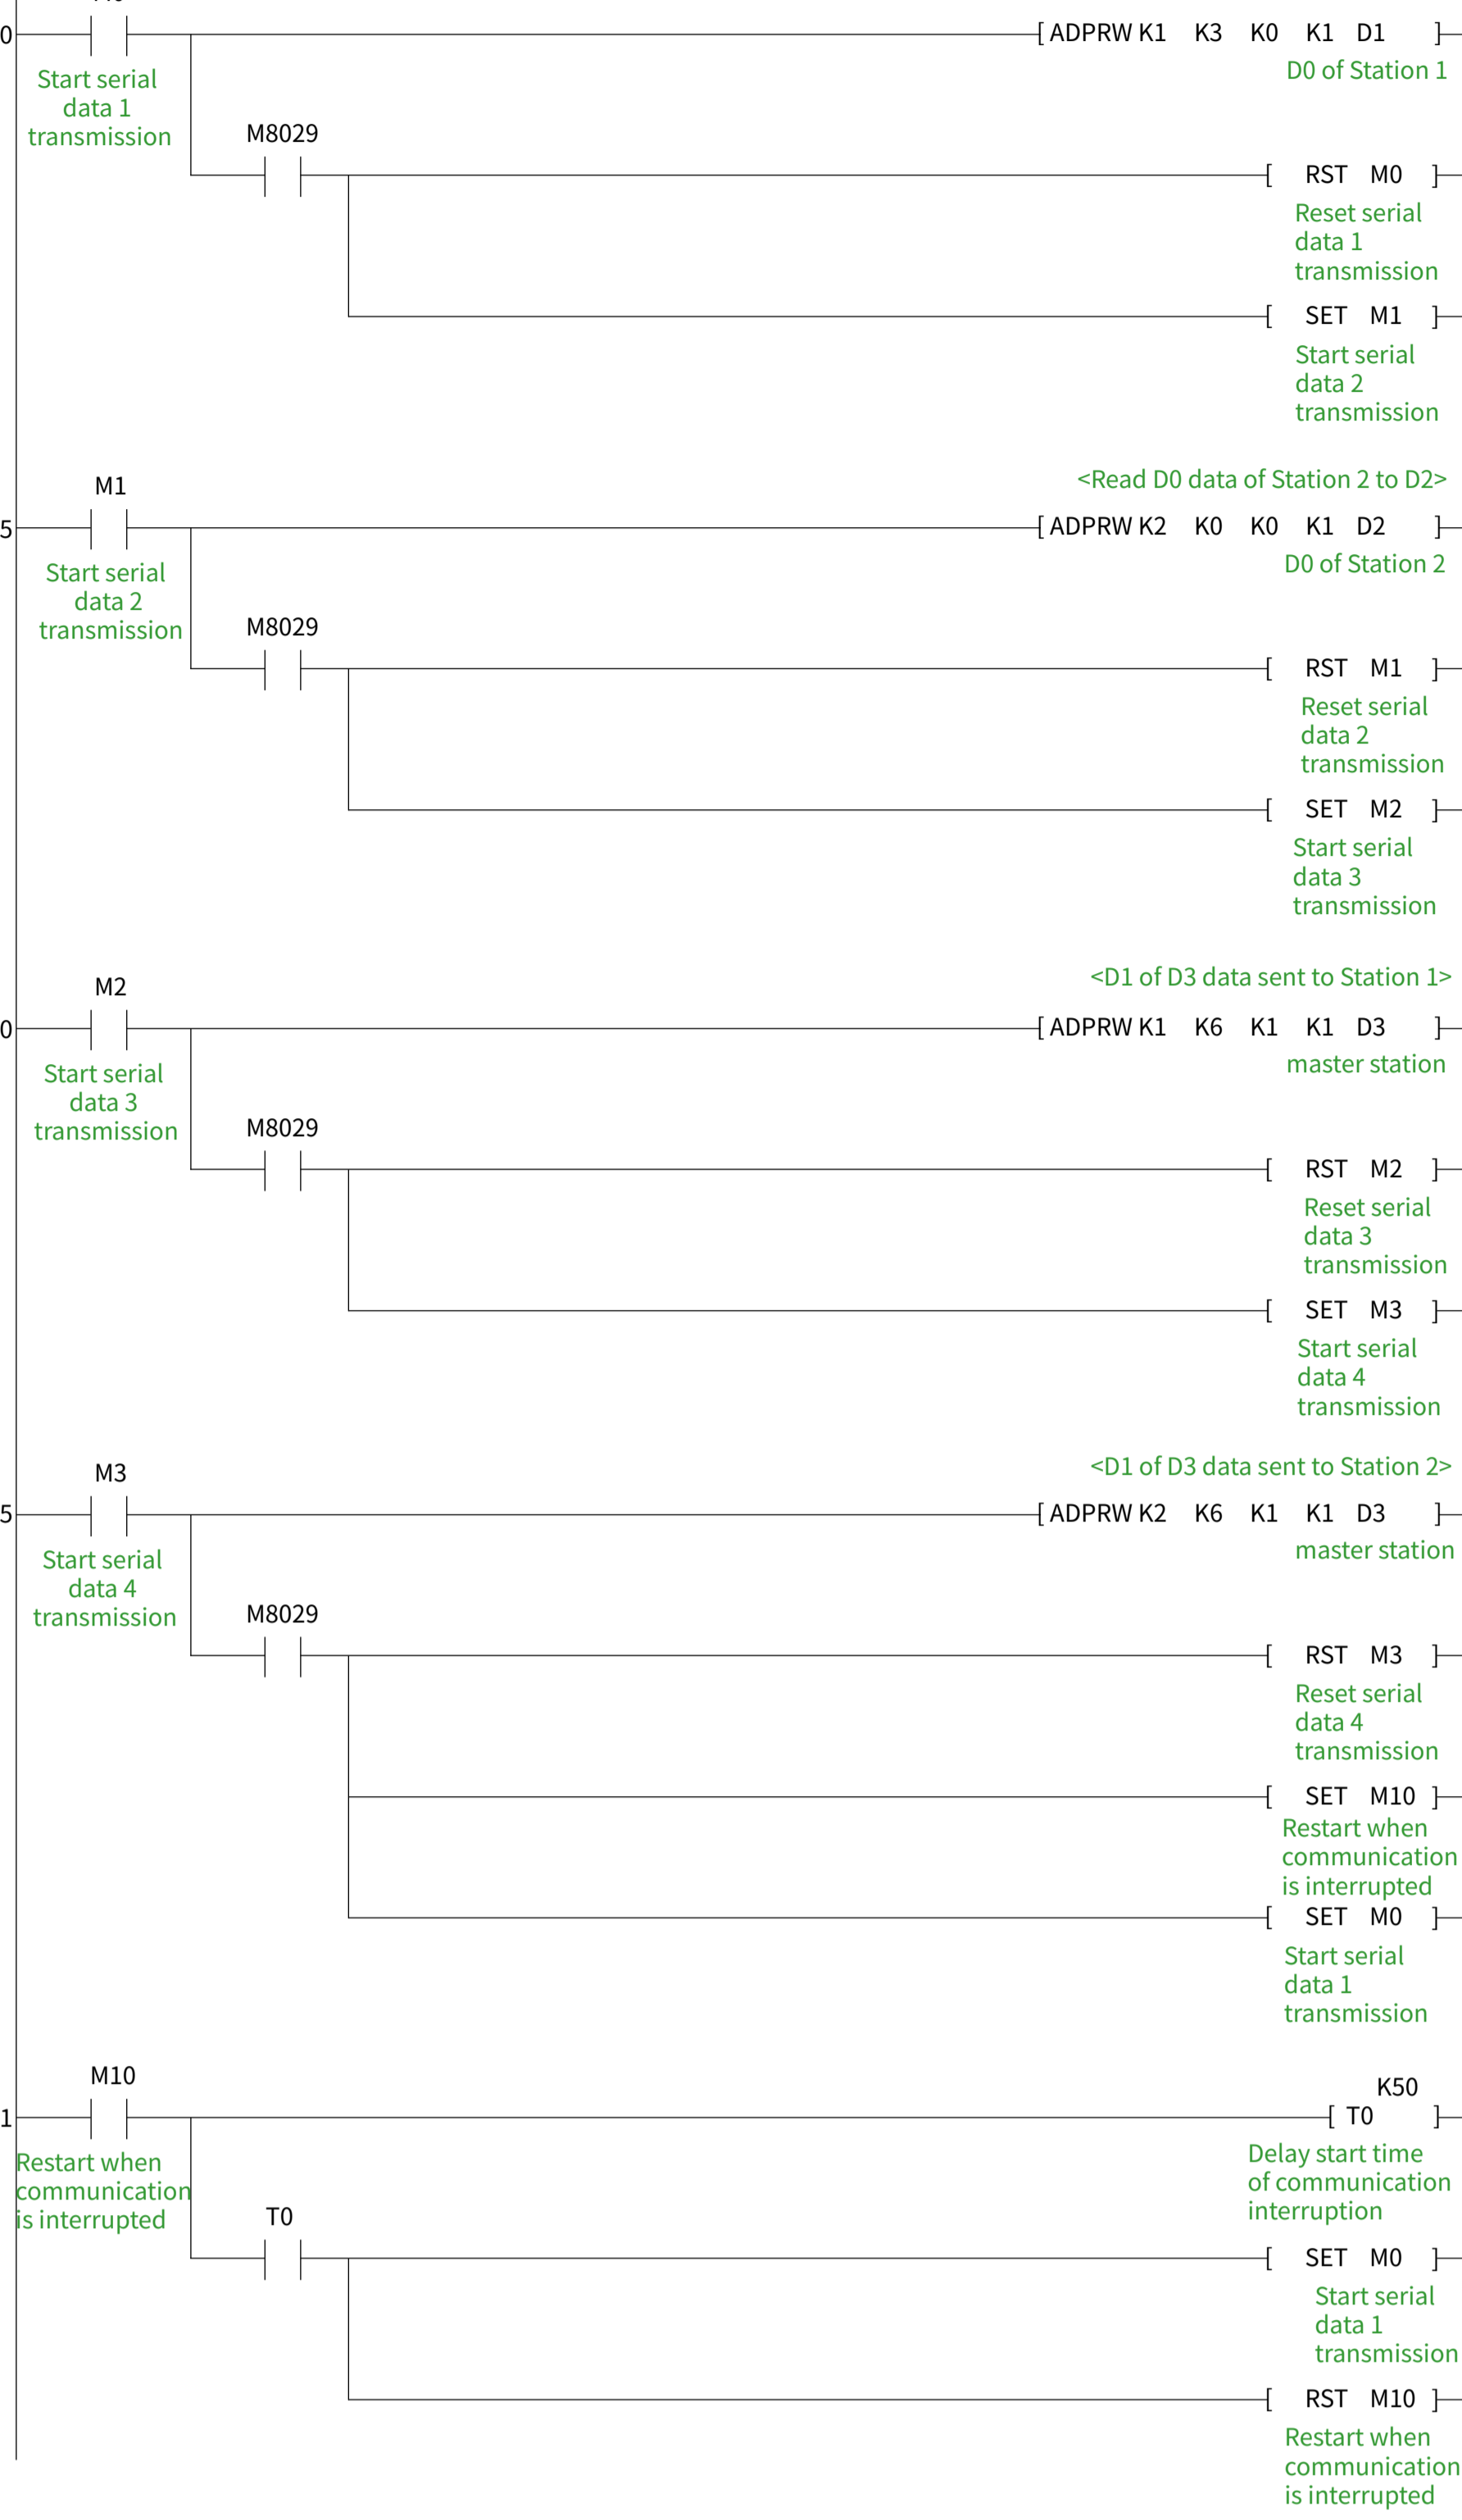 0
[ ADPRW K1 K3 K0 K1 D1 ]
Start serial
data 1
transmission
D0 of Station 1
M8029
[ RST M0 ]
Reset serial
data 1
transmission
[ SET M1 ]
Start serial
data 2
transmission
<Read D0 data of Station 2 to D2>
M1
5
[ ADPRW K2 K0 K0 K1 D2 ]
Start serial
data 2
transmission
D0 of Station 2
M8029
[ RST M1 ]
Reset serial
data 2
transmission
[ SET M2 ]
Start serial
data 3
transmission
<D1 of D3 data sent to Station 1>
M2
0
[ ADPRW K1 K6 K1 K1 D3 ]
Start serial
data 3
transmission
master station
M8029
[ RST M2 ]
Reset serial
data 3
transmission
[ SET M3 ]
Start serial
data 4
transmission
<D1 of D3 data sent to Station 2>
M3
5
[ ADPRW K2 K6 K1 K1 D3 ]
Start serial
data 4
transmission
master station
M8029
[ RST M3 ]
Reset serial
data 4
transmission
[ SET M10 ]
Restart when
communication
is interrupted
[ SET M0 ]
Start serial
data 1
transmission
M10
K50
1
[ T0 ]
Restart when
communication
is interrupted
Delay start time
of communication
interruption
T0
[ SET M0 ]
Start serial
data 1
transmission
[ RST M10 ]
Restart when
communication
is interrupted